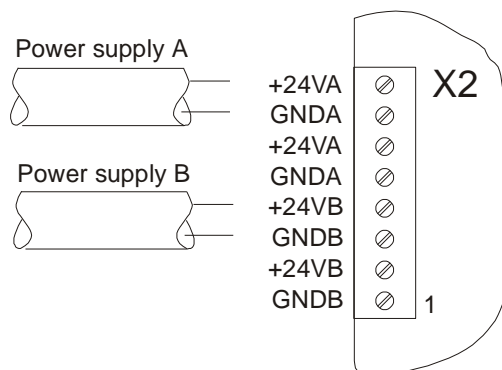 Power supply A
Power supply B
+24VA
GNDA
+24VA
GNDA
+24VB
GNDB
+24VB
GNDB
X2
1